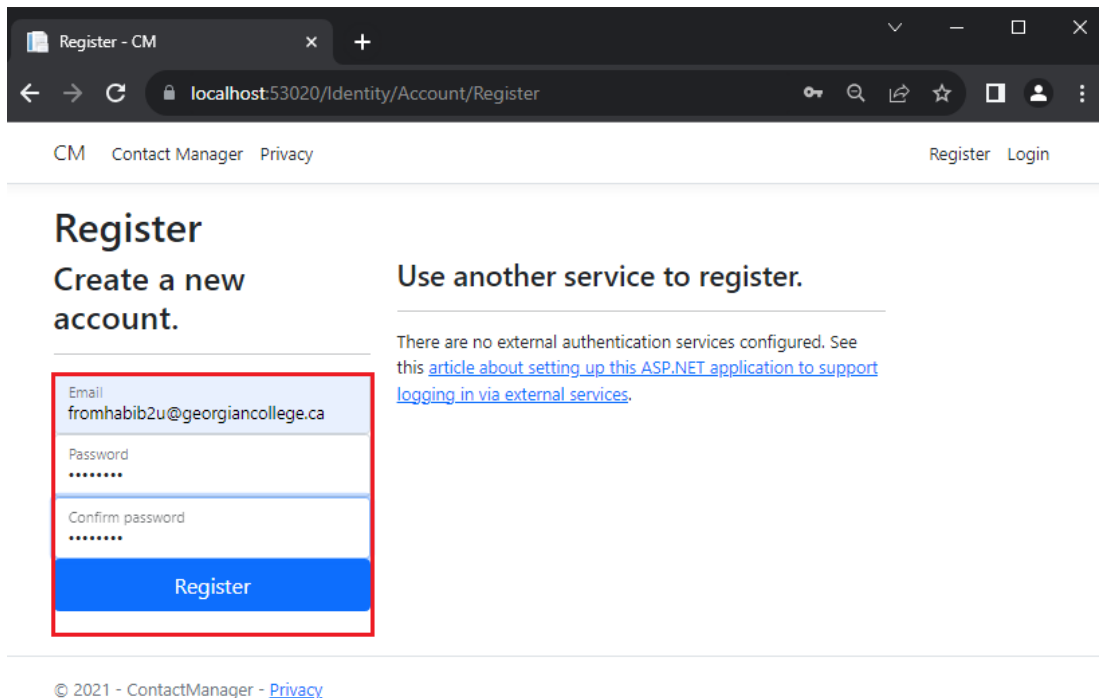 Register - CM
localhost:53020/Identity/Account/Register
CM Contact Manager Privacy Register Login
Register
Create a new
account.
Email
fromhabib2u@georgiancollege.ca
Password
••••••••
Confirm password
••••••••
Register
Use another service to register.
There are no external authentication services configured. See
this article about setting up this ASP.NET application to support
logging in via external services.
© 2021 - ContactManager - Privacy